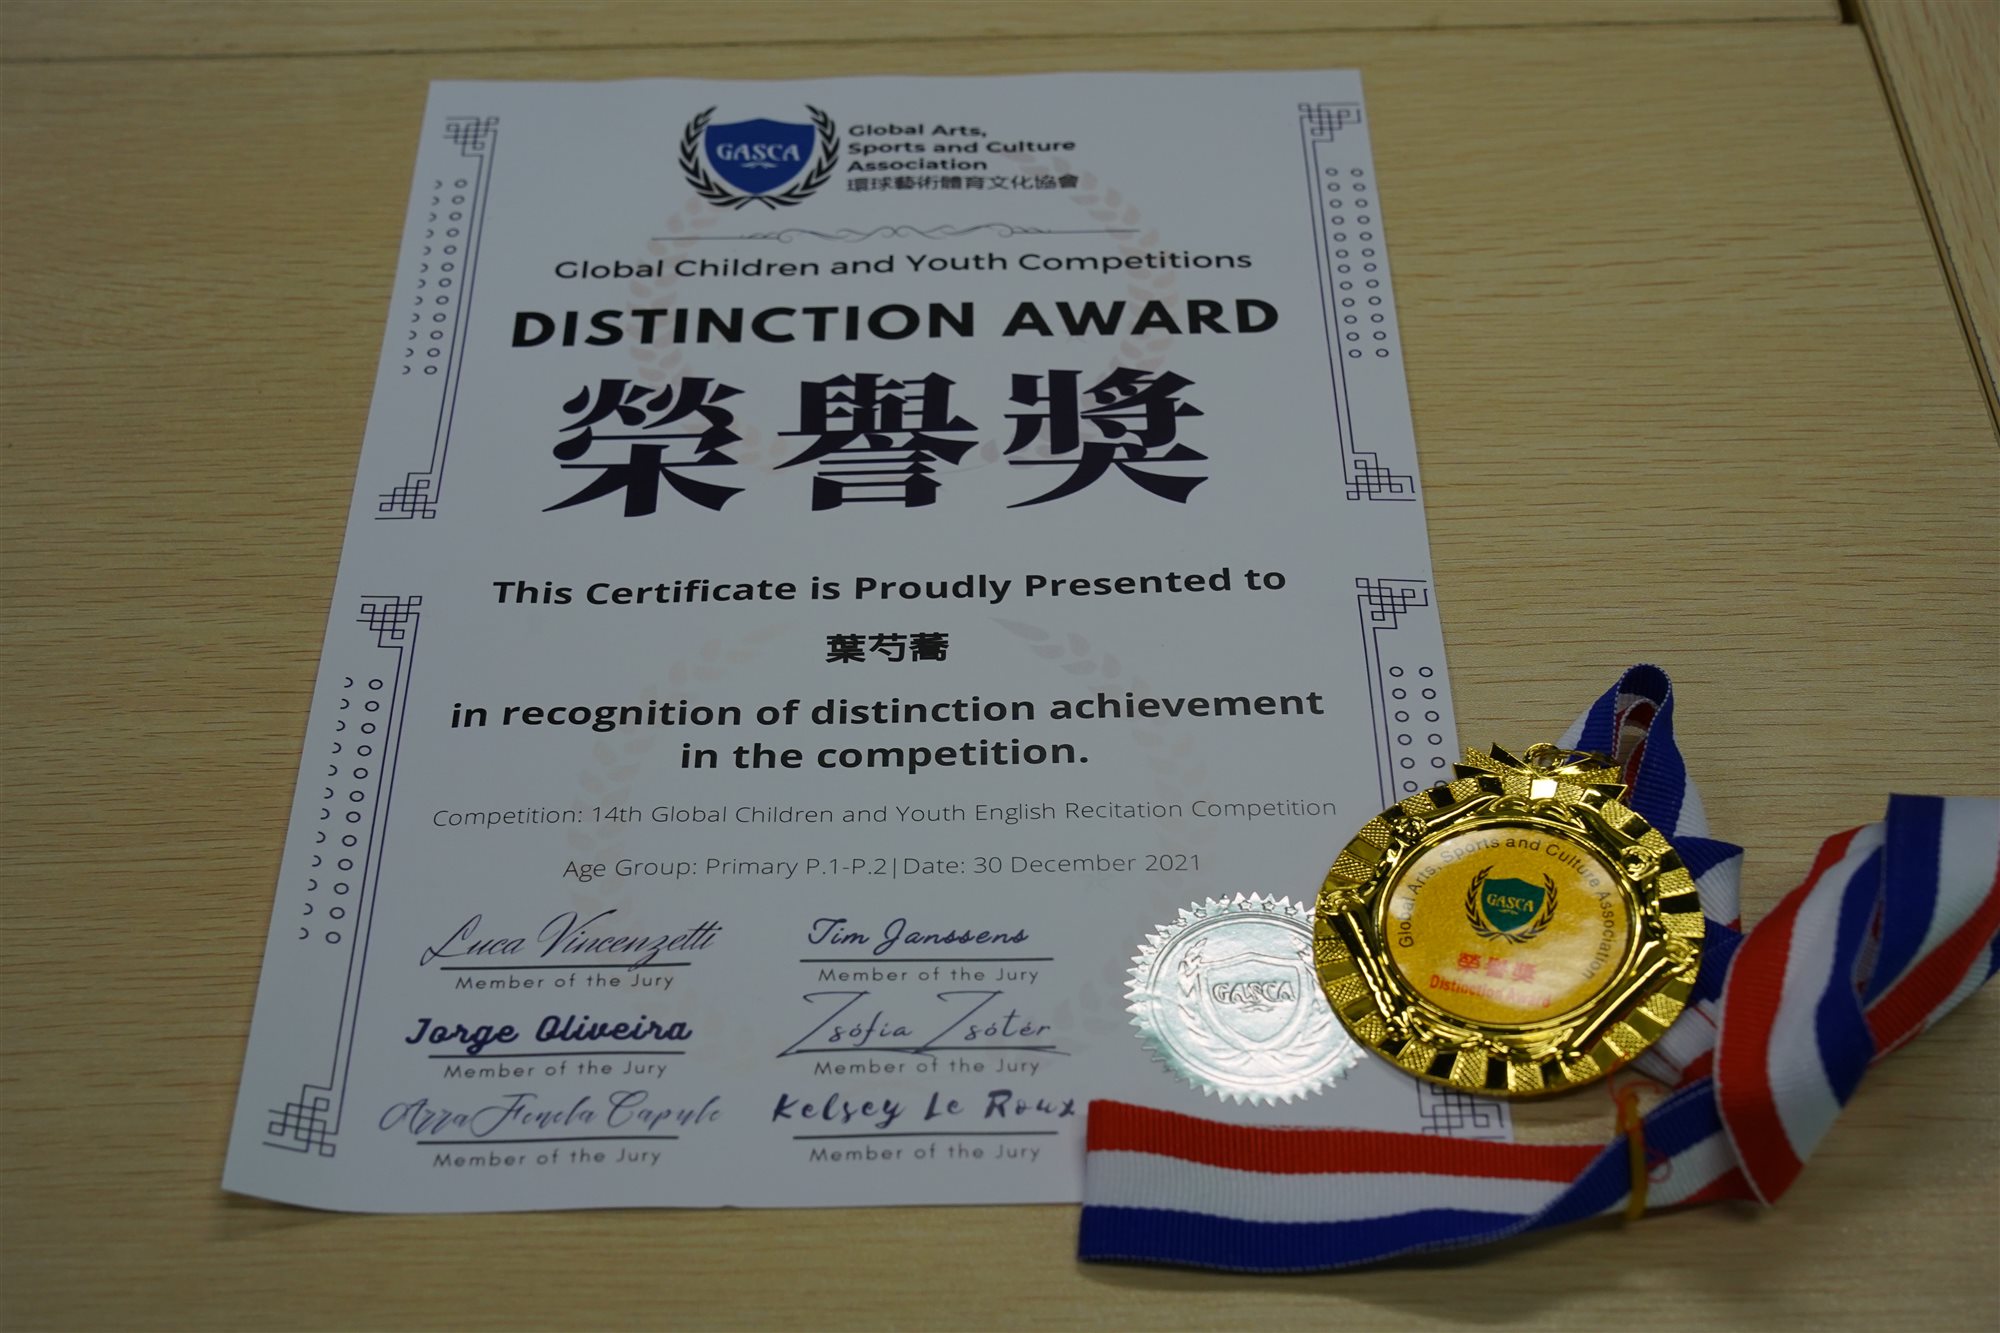 GASCA
Global Arts,
Sports and Culture
Association
環球藝術體育文化協會
Global Children and Youth Competitions
DISTINCTION AWARD
榮譽獎
This Certificate is Proudly Presented to
葉芍蕎
in recognition of distinction achievement
in the competition.
Competition: 14th Global Children and Youth English Recitation Competition
Age Group: Primary P.1-P.2|Date: 30 December 2021
Luca Vincenzetti
Member of the Jury
Tim Janssens
Member of the Jury
Jorge Oliveira
Member of the Jury
Zsófia Zsótér
Member of the Jury
Azra Fenela Capule
Member of the Jury
Kelsey Le Roux
Member of the Jury
GASCA
Global Arts, Sports and Culture Association
GASCA
榮譽獎
Distinction Award